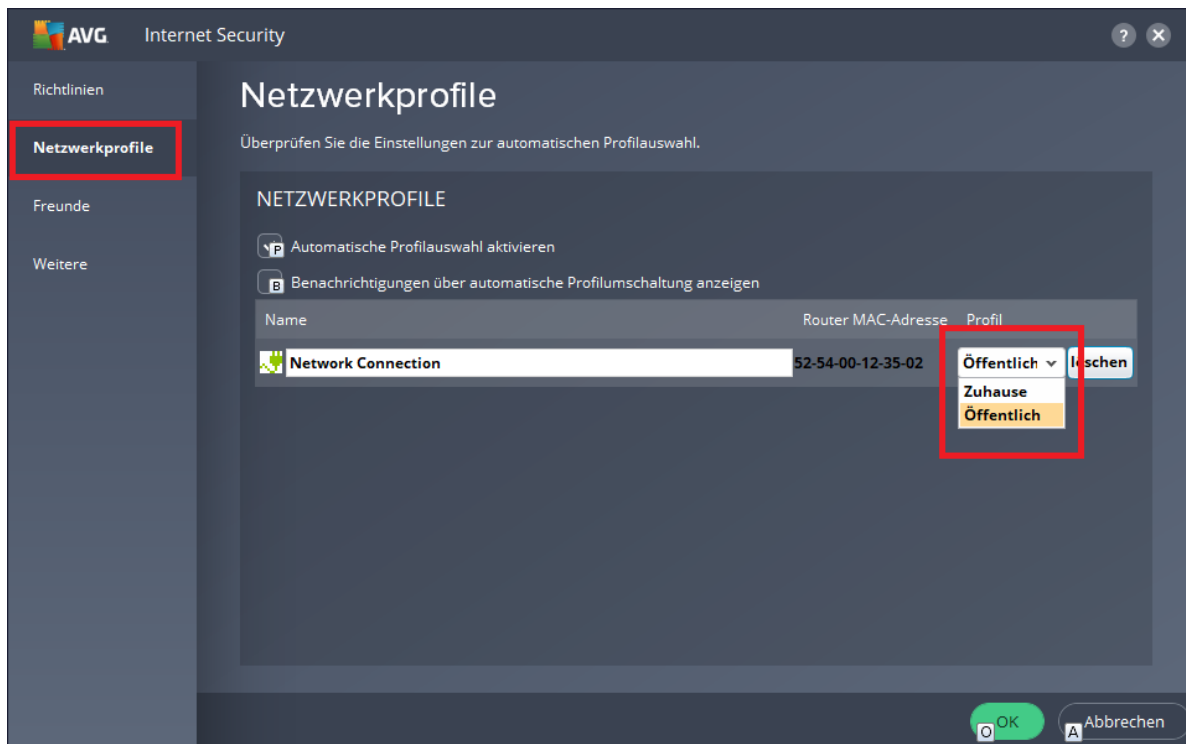 AVG Internet Security ?
Richtlinien
Netzwerkprofile
Freunde
Weitere
Netzwerkprofile
Überprüfen Sie die Einstellungen zur automatischen Profilauswahl.
NETZWERKPROFILE
P Automatische Profilauswahl aktivieren
B Benachrichtigungen über automatische Profilumschaltung anzeigen
Name Router MAC-Adresse Profil
Network Connection 52-54-00-12-35-02 Öffentlich löschen
Zuhause
Öffentlich
O OK A Abbrechen